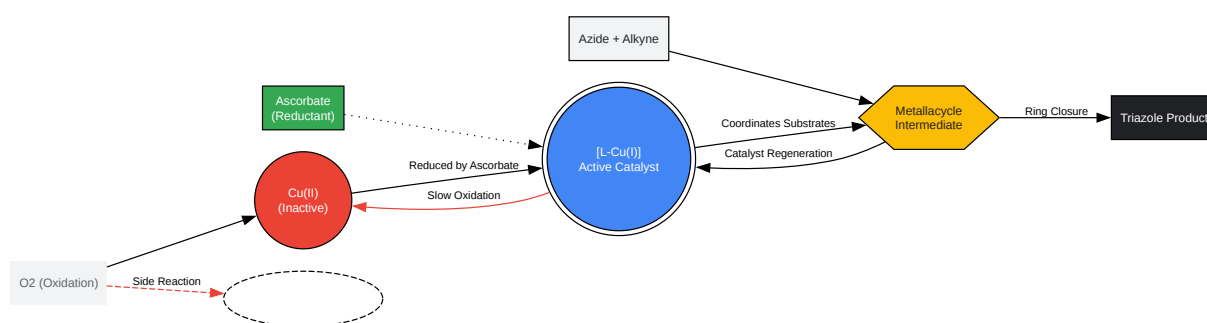 Azide + Alkyne
Ascorbate
(Reductant)
[L-Cu(I)]
Active Catalyst
Coordinates Substrates
Catalyst Regeneration
Metallacycle
Intermediate
Ring Closure
Triazole Product
Cu(II)
(Inactive)
Reduced by Ascorbate
Slow Oxidation
O2 (Oxidation)
Side Reaction